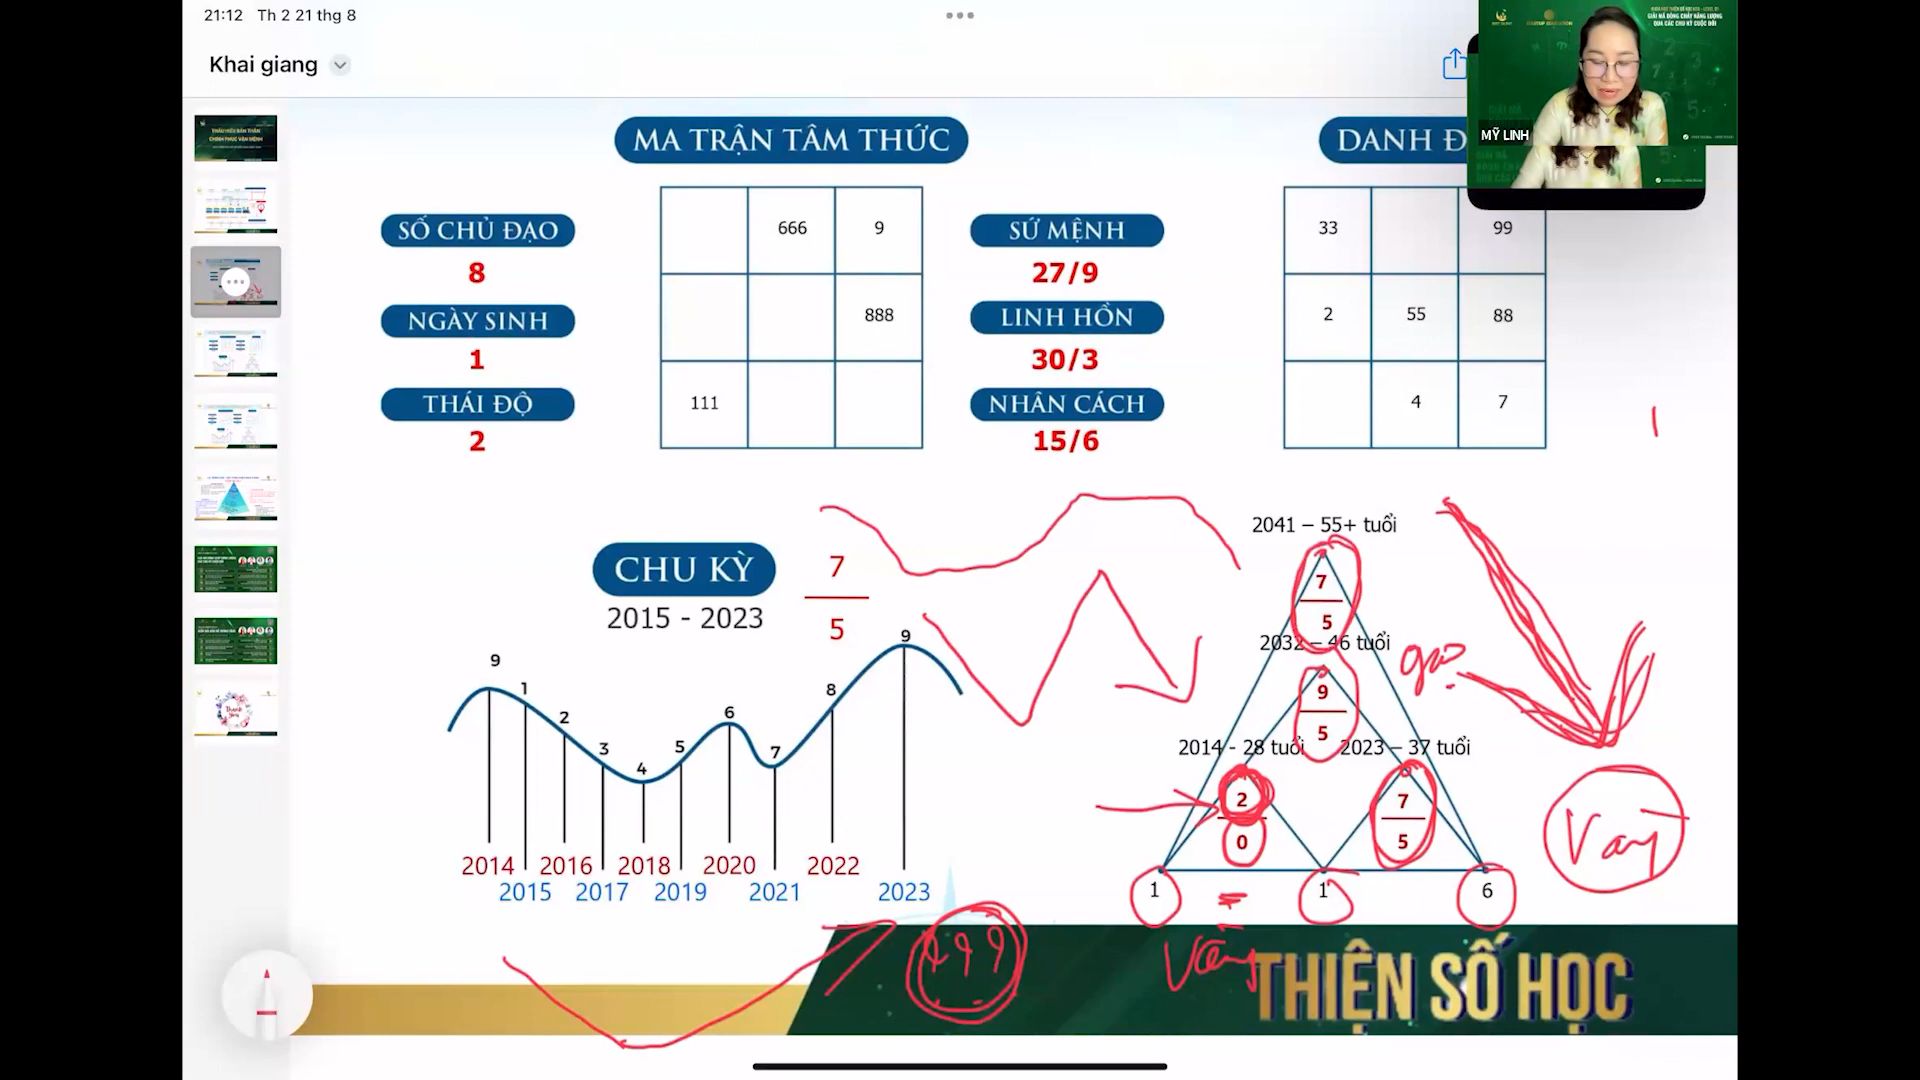 21:12 Th 2 21 thg 8
Khai giang
MỸ LINH
MA TRẬN TÂM THỨC
DANH Đ
SỐ CHỦ ĐẠO
8
NGÀY SINH
1
THÁI ĐỘ
2
666 9
888
111
SỨ MỆNH
27/9
LINH HỒN
30/3
NHÂN CÁCH
15/6
33 99
2 55 88
4 7
CHU KỲ
2015 - 2023
7
5
9 1 2 3 4 5 6 7 8 9
2014 2016 2018 2020 2022
2015 2017 2019 2021 2023
2041 – 55+ tuổi
7
5
2032 – 46 tuổi
9
5
2014 - 28 tuổi 2023 – 37 tuổi
2 7
0 5
1 1 6
THIỆN SỐ HỌC